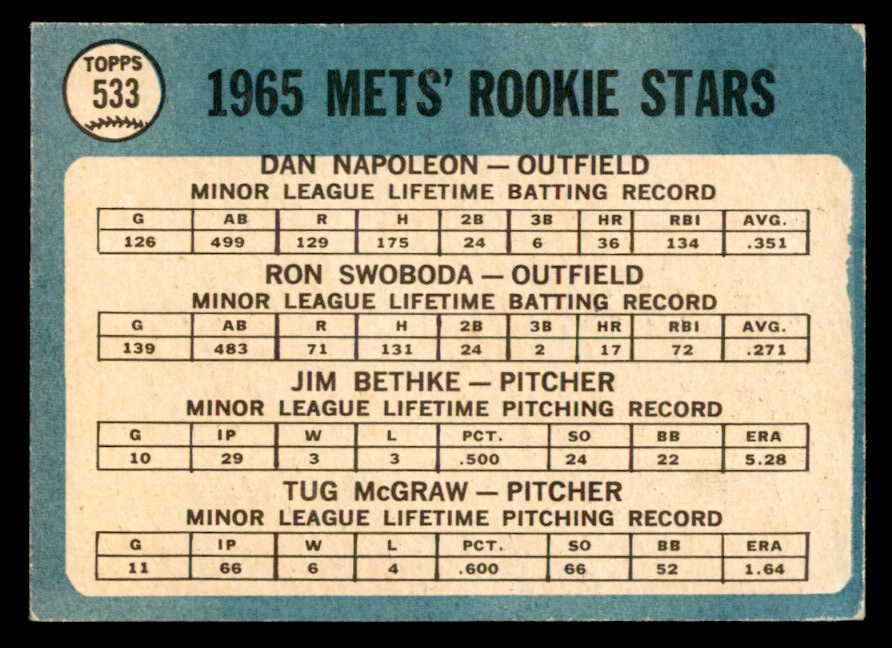 TOPPS
533
1965 METS' ROOKIE STARS
DAN NAPOLEON — OUTFIELD
MINOR LEAGUE LIFETIME BATTING RECORD
G AB R H 2B 3B HR RBI AVG.
126 499 129 175 24 6 36 134 .351
RON SWOBODA — OUTFIELD
MINOR LEAGUE LIFETIME BATTING RECORD
G AB R H 2B 3B HR RBI AVG.
139 483 71 131 24 2 17 72 .271
JIM BETHKE — PITCHER
MINOR LEAGUE LIFETIME PITCHING RECORD
G IP W L PCT. SO BB ERA
10 29 3 3 .500 24 22 5.28
TUG McGRAW — PITCHER
MINOR LEAGUE LIFETIME PITCHING RECORD
G IP W L PCT. SO BB ERA
11 66 6 4 .600 66 52 1.64